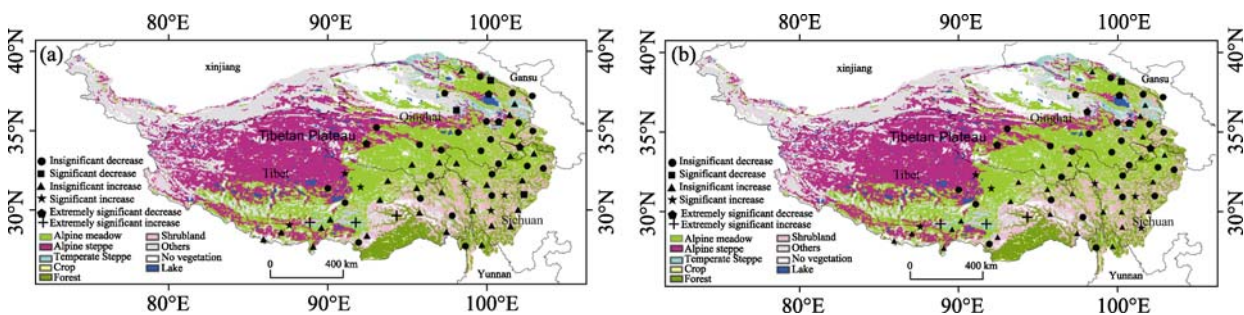 80°E 90°E 100°E
(a)
40°N 40°N
xinjiang
Gansu
Qinghai
35°N 35°N
Tibetan Plateau
Tibet
30°N 30°N
Sichuan
Yunnan
Insignificant decrease
Significant decrease
Insignificant increase
Significant increase
Extremely significant decrease
Extremely significant increase
Alpine meadow Shrubland
Alpine steppe Others
Temperate Steppe No vegetation
Crop Lake
Forest
0 400 km
80°E 90°E 100°E
80°E 90°E 100°E
(b)
40°N 40°N
xinjiang
Gansu
Qinghai
35°N 35°N
Tibetan Plateau
Tibet
30°N 30°N
Sichuan
Yunnan
Insignificant decrease
Significant decrease
Insignificant increase
Significant increase
Extremely significant decrease
Extremely significant increase
Alpine meadow Shrubland
Alpine steppe Others
Temperate Steppe No vegetation
Crop Lake
Forest
0 400 km
80°E 90°E 100°E